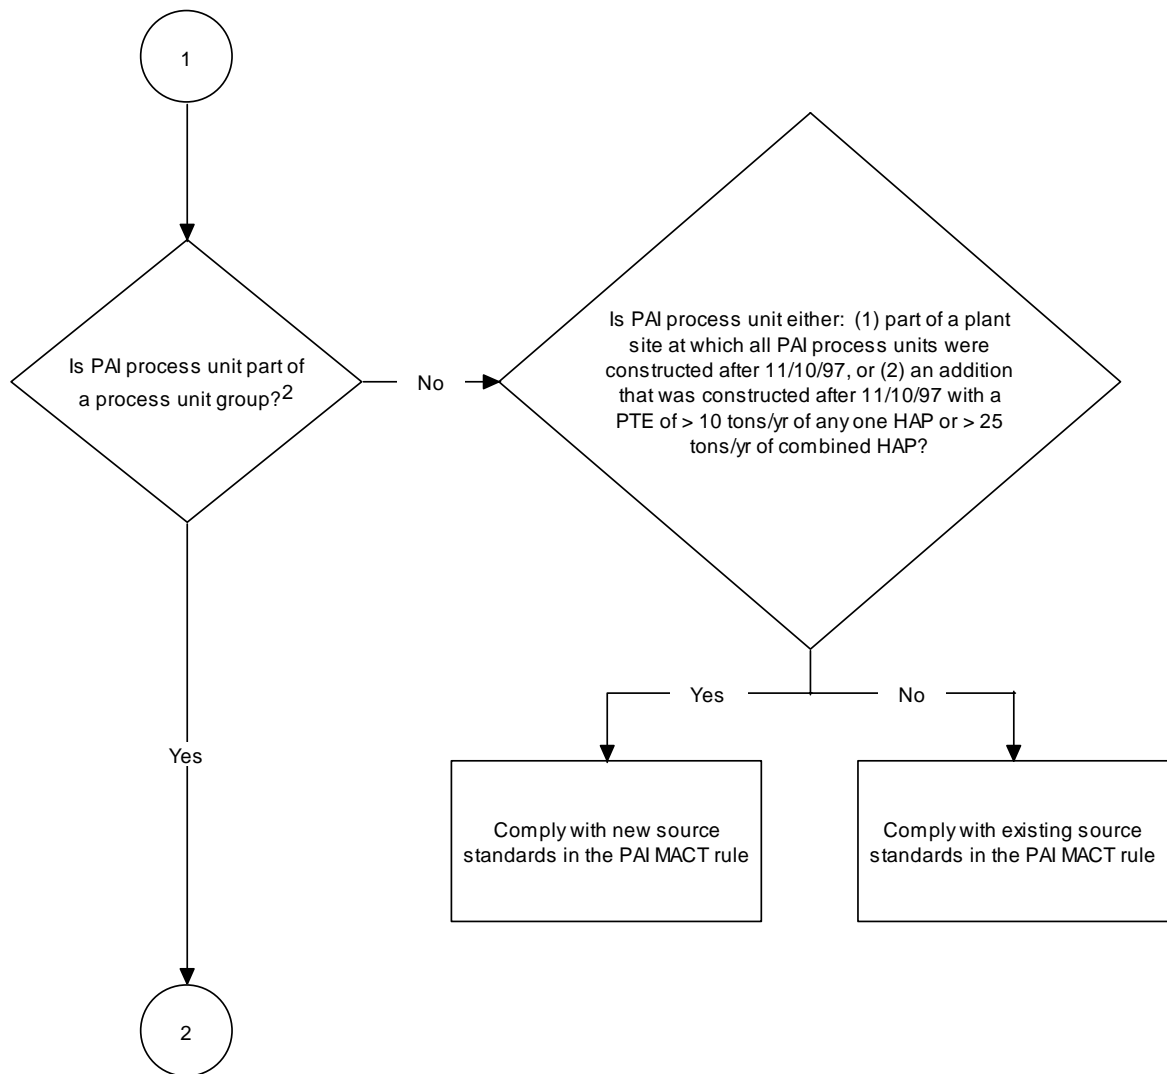 1
Is PAI process unit part of
a process unit group?2
No
Is PAI process unit either: (1) part of a plant
site at which all PAI process units were
constructed after 11/10/97, or (2) an addition
that was constructed after 11/10/97 with a
PTE of > 10 tons/yr of any one HAP or > 25
tons/yr of combined HAP?
Yes
No
Yes
Comply with new source
standards in the PAI MACT rule
Comply with existing source
standards in the PAI MACT rule
2